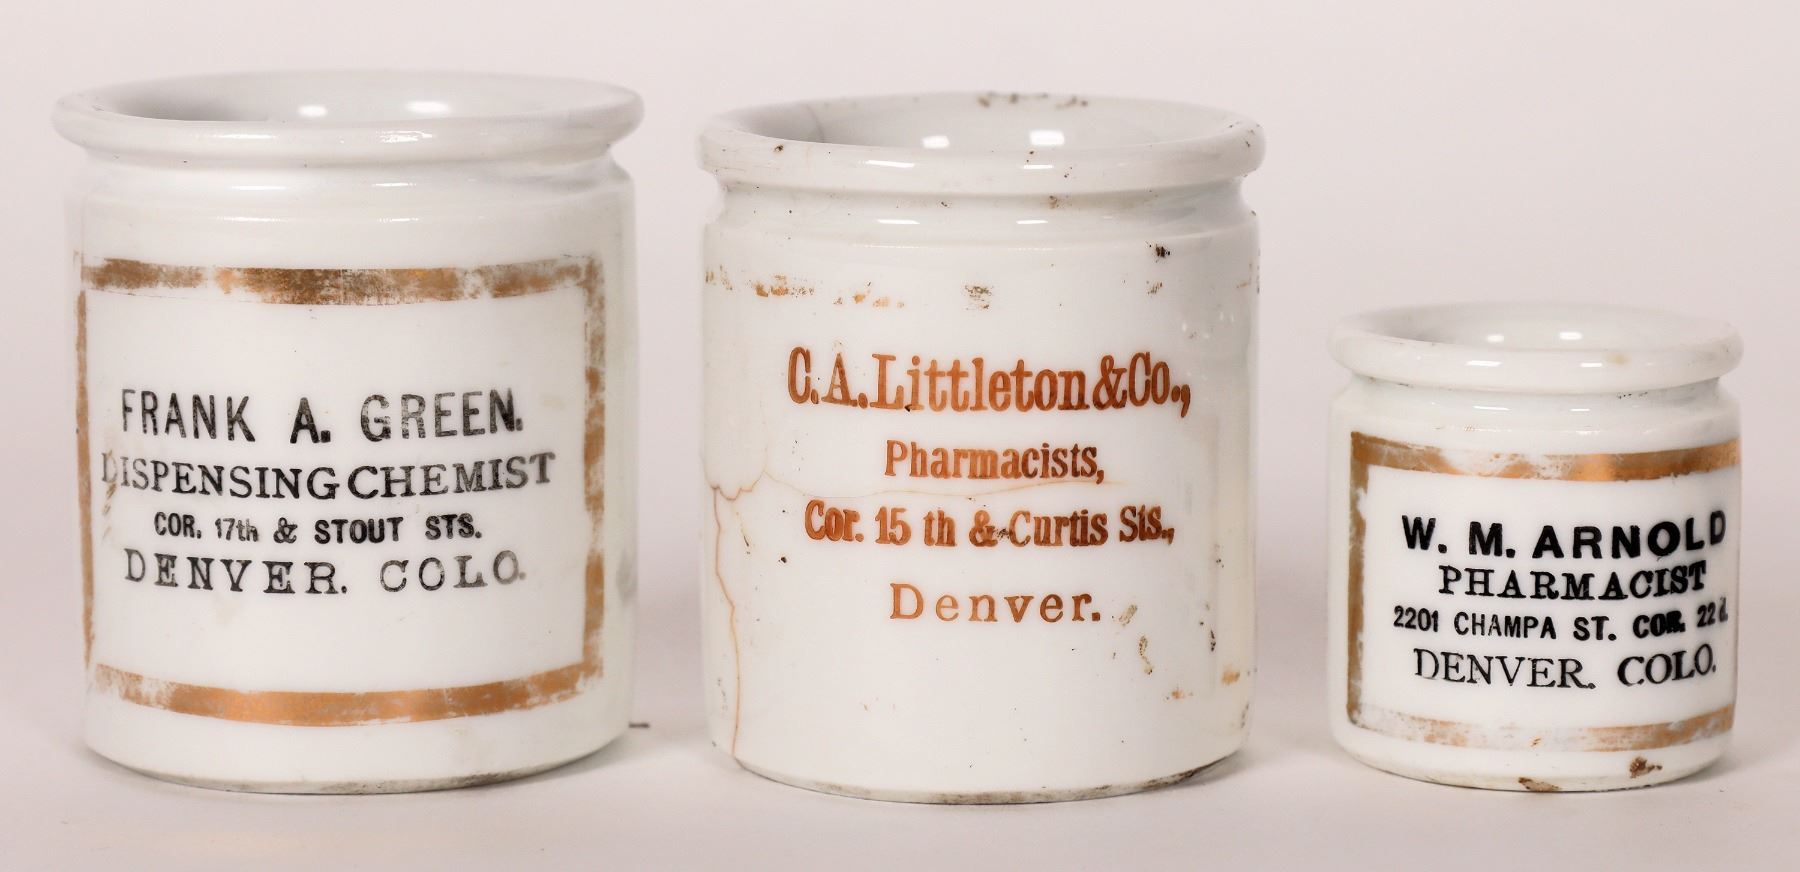 FRANK A. GREEN.
DISPENSING CHEMIST
COR. 17th & STOUT STS.
DENVER. COLO.
C.A. Littleton & Co.,
Pharmacists,
Cor. 15 th & Curtis Sts.,
Denver.
W. M. ARNOLD
PHARMACIST
2201 CHAMPA ST. COR. 22d.
DENVER. COLO.